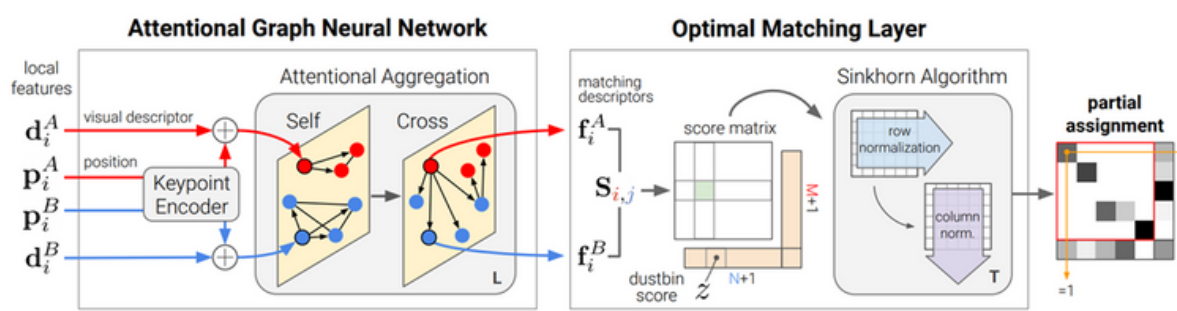 Attentional Graph Neural Network
Optimal Matching Layer
local
features
visual descriptor
d_i^A
position
p_i^A
Keypoint
Encoder
p_i^B
d_i^B
Attentional Aggregation
Self
Cross
L
matching
descriptors
f_i^A
S_i,j
f_i^B
score matrix
M+1
N+1
dustbin
score
z
Sinkhorn Algorithm
row
normalization
column
norm.
T
partial
assignment
=1